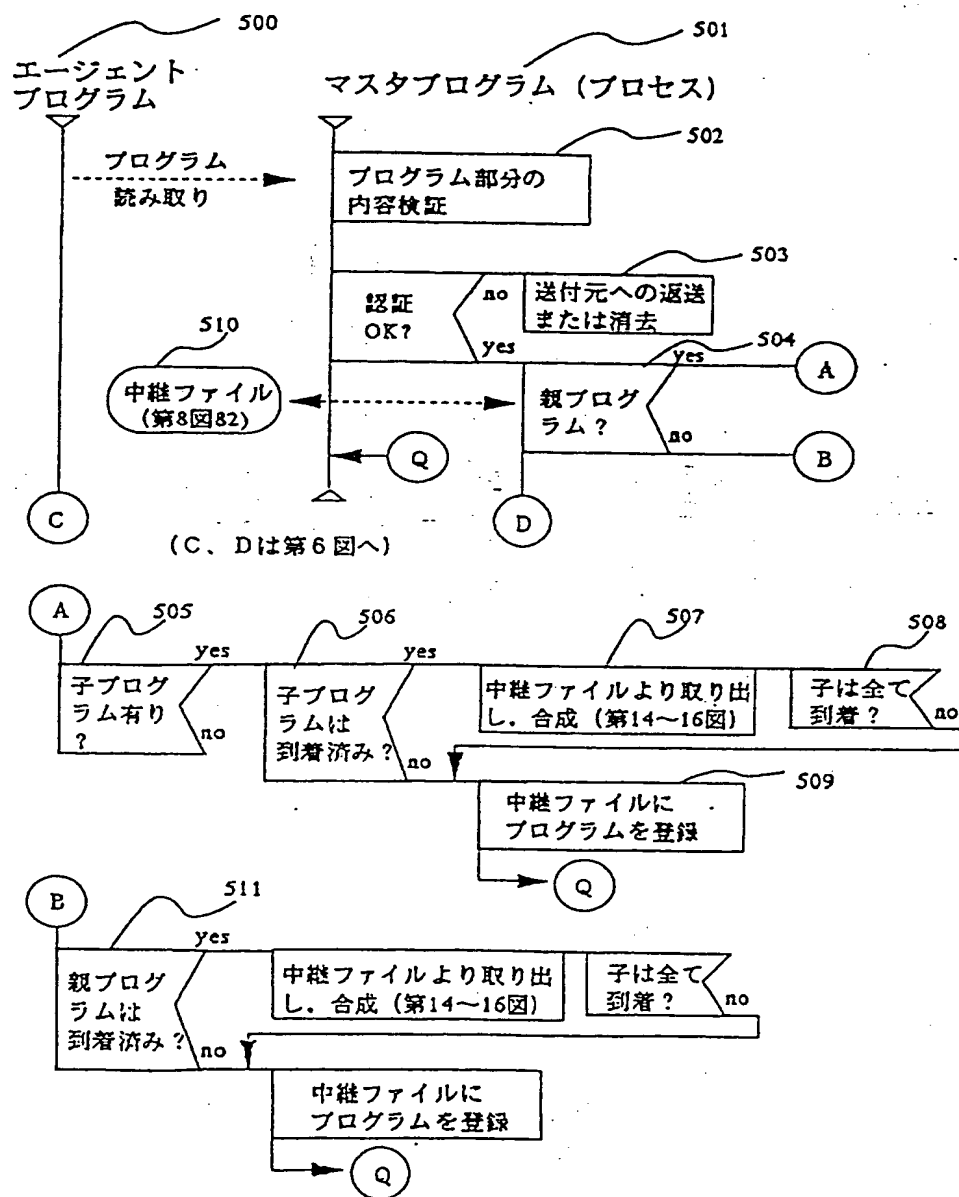 500
501
エージェント
プログラム
マスタプログラム (プロセス)
502
プログラム
読み取り
プログラム部分の
内容検証
503
認証
OK?
no
yes
送付元への返送
または消去
504
510
中継ファイル
(第8図82)
親プログ
ラム?
yes
no
A
B
Q
C
D
(C、Dは第6図へ)
A
505
506
507
508
子プログ
ラム有り
?
yes
no
子プログ
ラムは
到着済み?
yes
no
中継ファイルより取り出
し.合成 (第14～16図)
子は全て
到着?
no
509
中継ファイルに
プログラムを登録
Q
B
511
親プログ
ラムは
到着済み?
yes
no
中継ファイルより取り出
し.合成 (第14～16図)
子は全て
到着?
no
中継ファイルに
プログラムを登録
Q